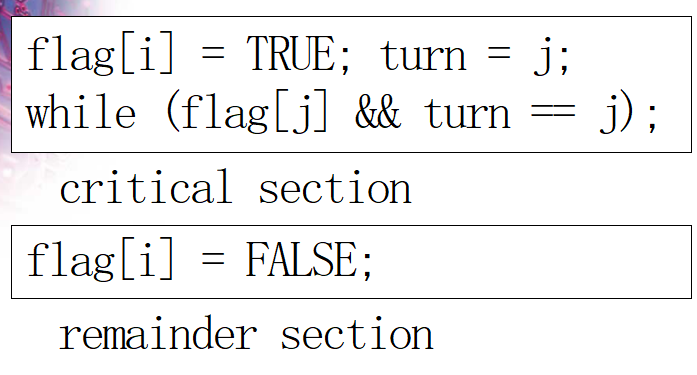 flag[i] = TRUE; turn = j;
while (flag[j] && turn == j);
critical section
flag[i] = FALSE;
remainder section